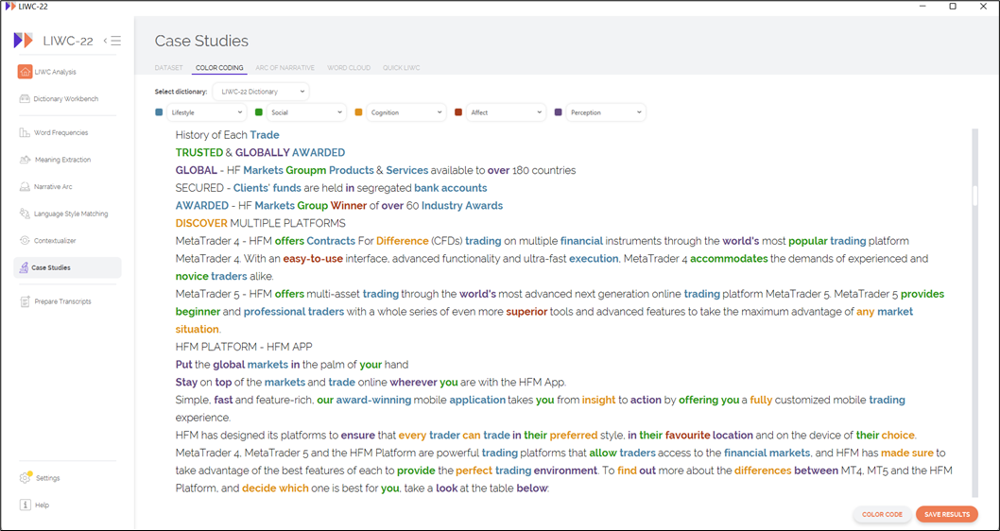 LIWC-22
LIWC-22
LIWC Analysis
Dictionary Workbench
Word Frequencies
Meaning Extraction
Narrative Arc
Language Style Matching
Contextualizer
Case Studies
Prepare Transcripts
Settings
Help
Case Studies
DATASET COLOR CODING ARC OF NARRATIVE WORD CLOUD QUICK LIWC
Select dictionary: LIWC-22 Dictionary
Lifestyle Social Cognition Affect Perception
History of Each Trade
TRUSTED & GLOBALLY AWARDED
GLOBAL - HF Markets Groupm Products & Services available to over 180 countries
SECURED - Clients' funds are held in segregated bank accounts
AWARDED - HF Markets Group Winner of over 60 Industry Awards
DISCOVER MULTIPLE PLATFORMS
MetaTrader 4 - HFM offers Contracts For Difference (CFDs) trading on multiple financial instruments through the world's most popular trading platform
MetaTrader 4. With an easy-to-use interface, advanced functionality and ultra-fast execution, MetaTrader 4 accommodates the demands of experienced and
novice traders alike.
MetaTrader 5 - HFM offers multi-asset trading through the world's most advanced next generation online trading platform MetaTrader 5. MetaTrader 5 provides
beginner and professional traders with a whole series of even more superior tools and advanced features to take the maximum advantage of any market
situation.
HFM PLATFORM - HFM APP
Put the global markets in the palm of your hand
Stay on top of the markets and trade online wherever you are with the HFM App.
Simple, fast and feature-rich, our award-winning mobile application takes you from insight to action by offering you a fully customized mobile trading
experience.
HFM has designed its platforms to ensure that every trader can trade in their preferred style, in their favourite location and on the device of their choice.
MetaTrader 4, MetaTrader 5 and the HFM Platform are powerful trading platforms that allow traders access to the financial markets, and HFM has made sure to
take advantage of the best features of each to provide the perfect trading environment. To find out more about the differences between MT4, MT5 and the HFM
Platform, and decide which one is best for you, take a look at the table below:
COLOR CODE SAVE RESULTS